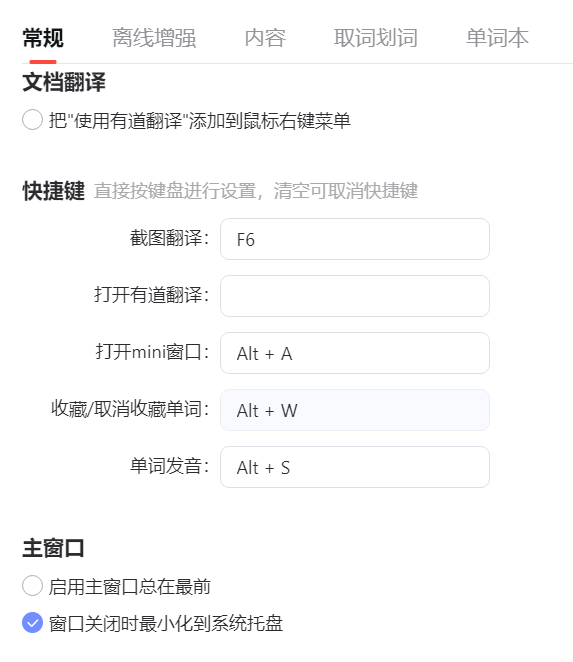 常规 离线增强 内容 取词划词 单词本
文档翻译
把"使用有道翻译"添加到鼠标右键菜单
快捷键 直接按键盘进行设置，清空可取消快捷键
截图翻译： F6
打开有道翻译：
打开mini窗口： Alt + A
收藏/取消收藏单词： Alt + W
单词发音： Alt + S
主窗口
启用主窗口总在最前
窗口关闭时最小化到系统托盘